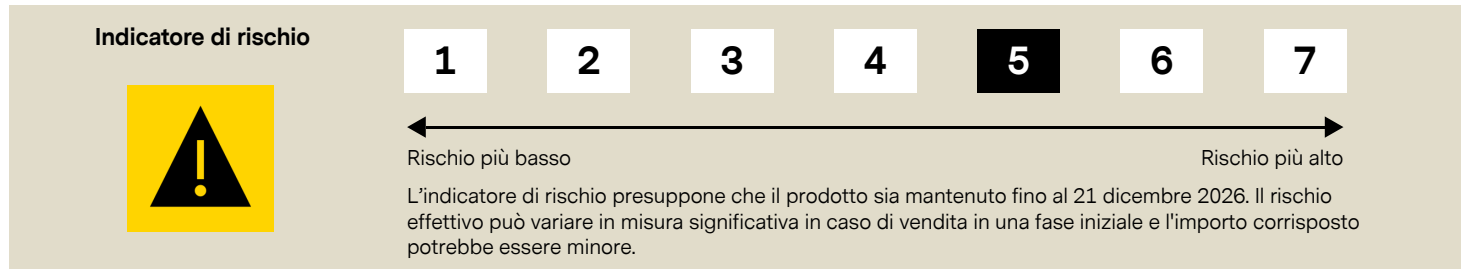 Indicatore di rischio
1 2 3 4 5 6 7
!
Rischio più basso Rischio più alto
L’indicatore di rischio presuppone che il prodotto sia mantenuto fino al 21 dicembre 2026. Il rischio
effettivo può variare in misura significativa in caso di vendita in una fase iniziale e l'importo corrisposto
potrebbe essere minore.